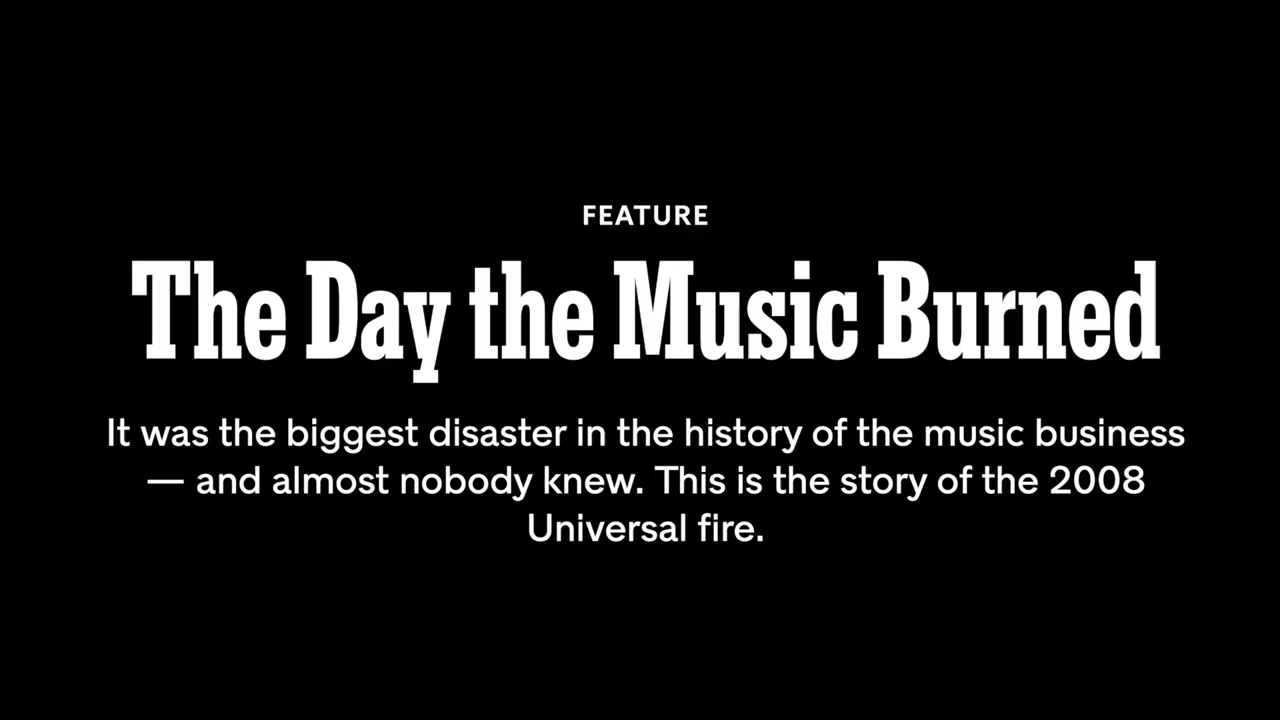 FEATURE
The Day the Music Burned
It was the biggest disaster in the history of the music business
— and almost nobody knew. This is the story of the 2008
Universal fire.